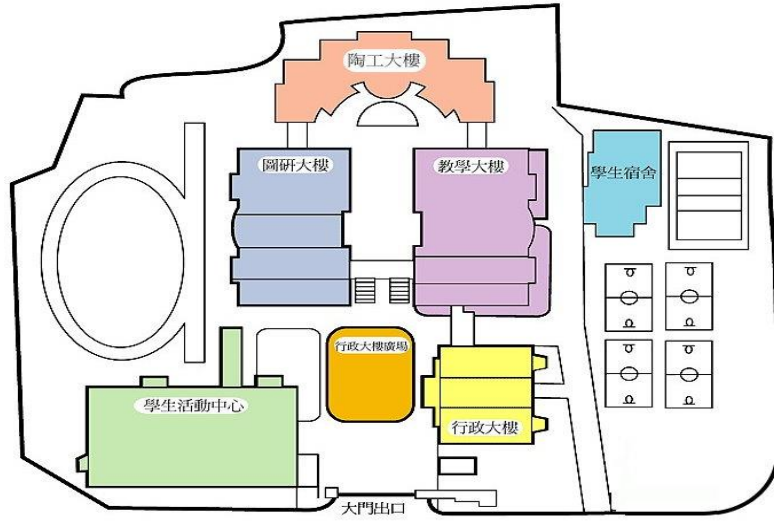 陶工大樓
圖研大樓
教學大樓
學生宿舍
行政大樓廣場
學生活動中心
行政大樓
大門出口